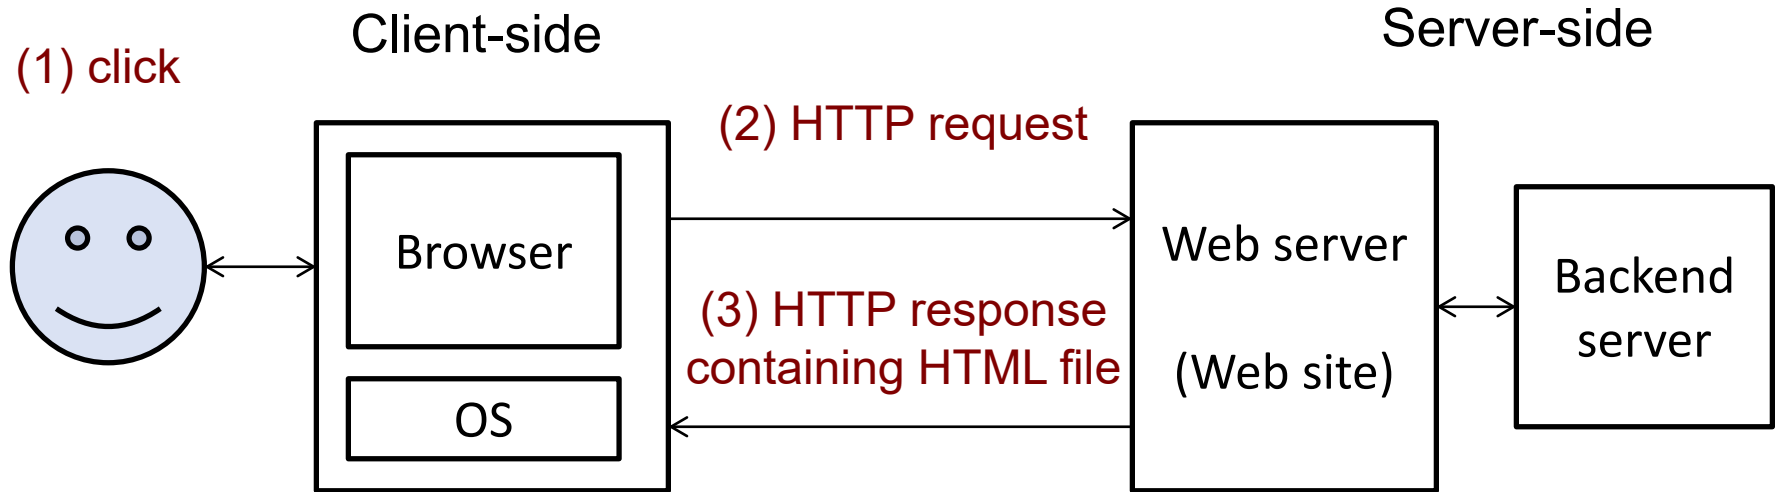 Client-side
Server-side
(1) click
(2) HTTP request
Browser
OS
(3) HTTP response
containing HTML file
Web server
(Web site)
Backend
server